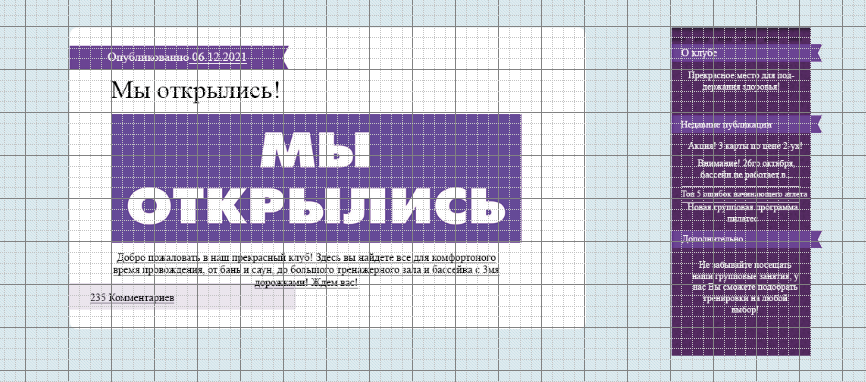 Опубликованно 06.12.2021
Мы открылись!
МЫ
ОТКРЫЛИСЬ
Добро пожаловать в наш прекрасный клуб! Здесь вы найдете все для комфортоного
время провождения, от бань и саун, до большого тренажерного зала и бассейка с 3мя
дорожками! Ждем вас!
235 Комментариев
О клубе
Прекрасное место для под-
держания здоровья!
Недавние публикации
Акция! 3 карты по цене 2-ух!
Внимание! 26го октября,
бассейн не работает в...
Топ 5 ошибок начинающего атлета
Новая групповая программа
пилатес
Дополнительно
Не забывайте посещать
наши групповые занятия, у
нас Вы сможете подобрать
тренировки на любой
выбор!